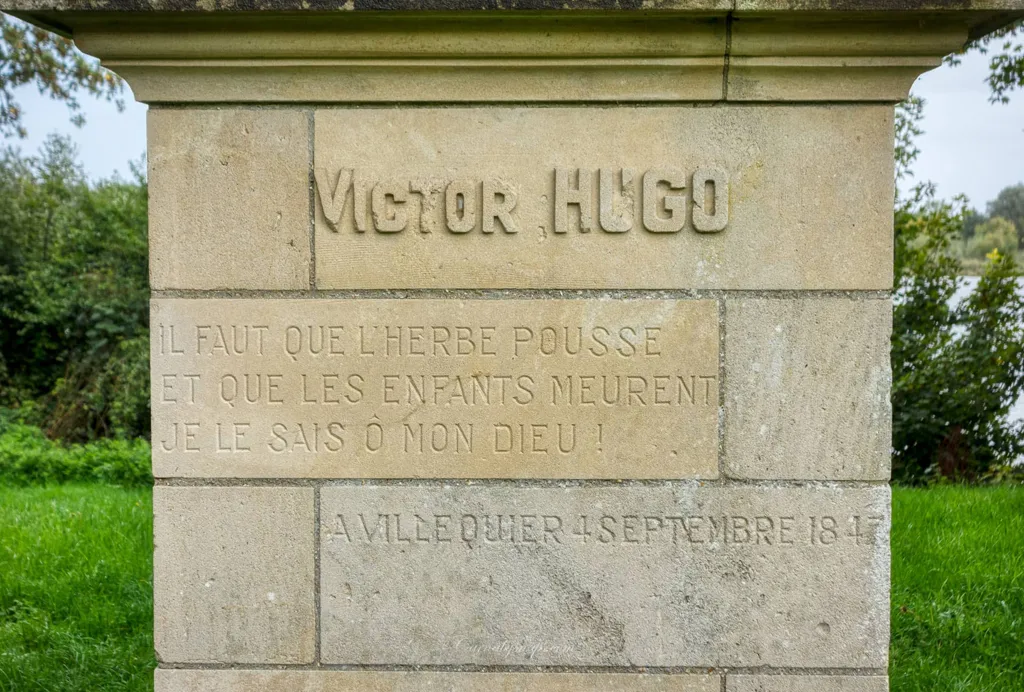 VICTOR HUGO
IL FAUT QUE L'HERBE POUSSE
ET QUE LES ENFANTS MEURENT
JE LE SAIS Ô MON DIEU !
A VILLEQUIER 4 SEPTEMBRE 1847